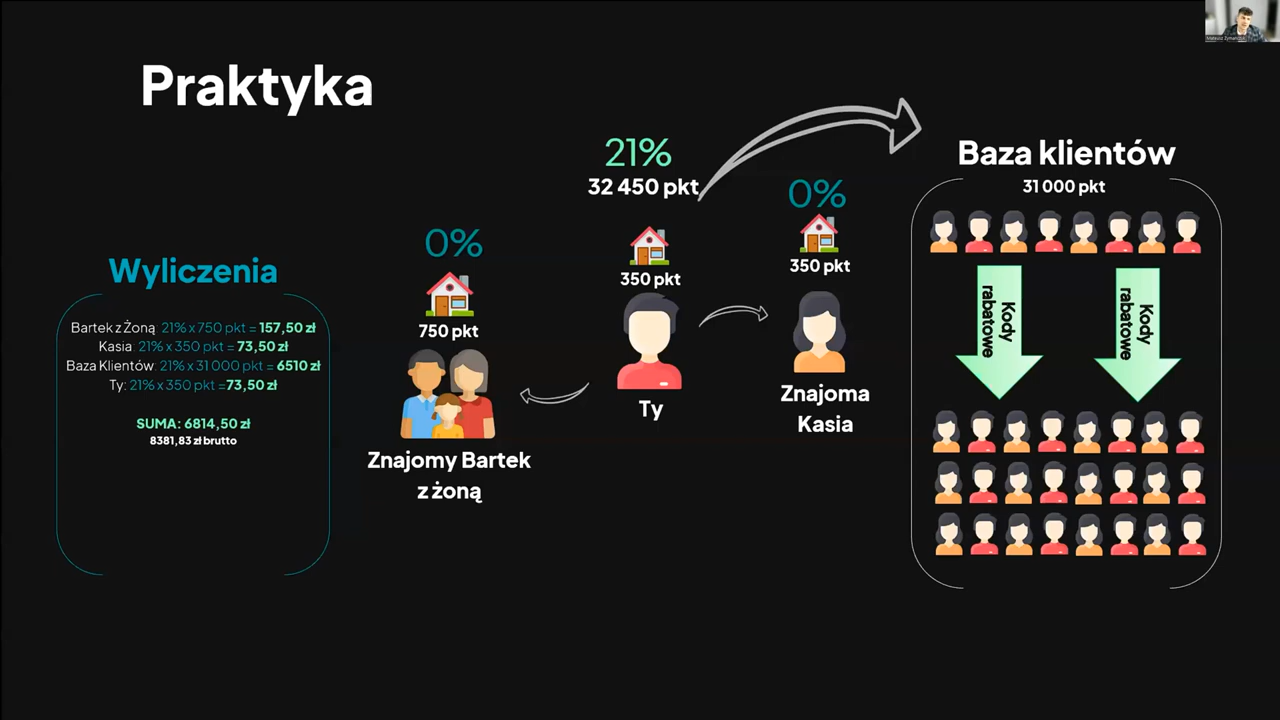 Praktyka
21%
32 450 pkt
Baza klientów
31 000 pkt
0%
350 pkt
0%
350 pkt
750 pkt
Wyliczenia
Bartek z Żoną: 21% x 750 pkt = 157,50 zł
Kasia: 21% x 350 pkt = 73,50 zł
Baza Klientów: 21% x 31 000 pkt = 6510 zł
Ty: 21% x 350 pkt =73,50 zł
SUMA: 6814,50 zł
8381,83 zł brutto
Kody
rabatowe
Kody
rabatowe
Ty
Znajoma
Kasia
Znajomy Bartek
z żoną